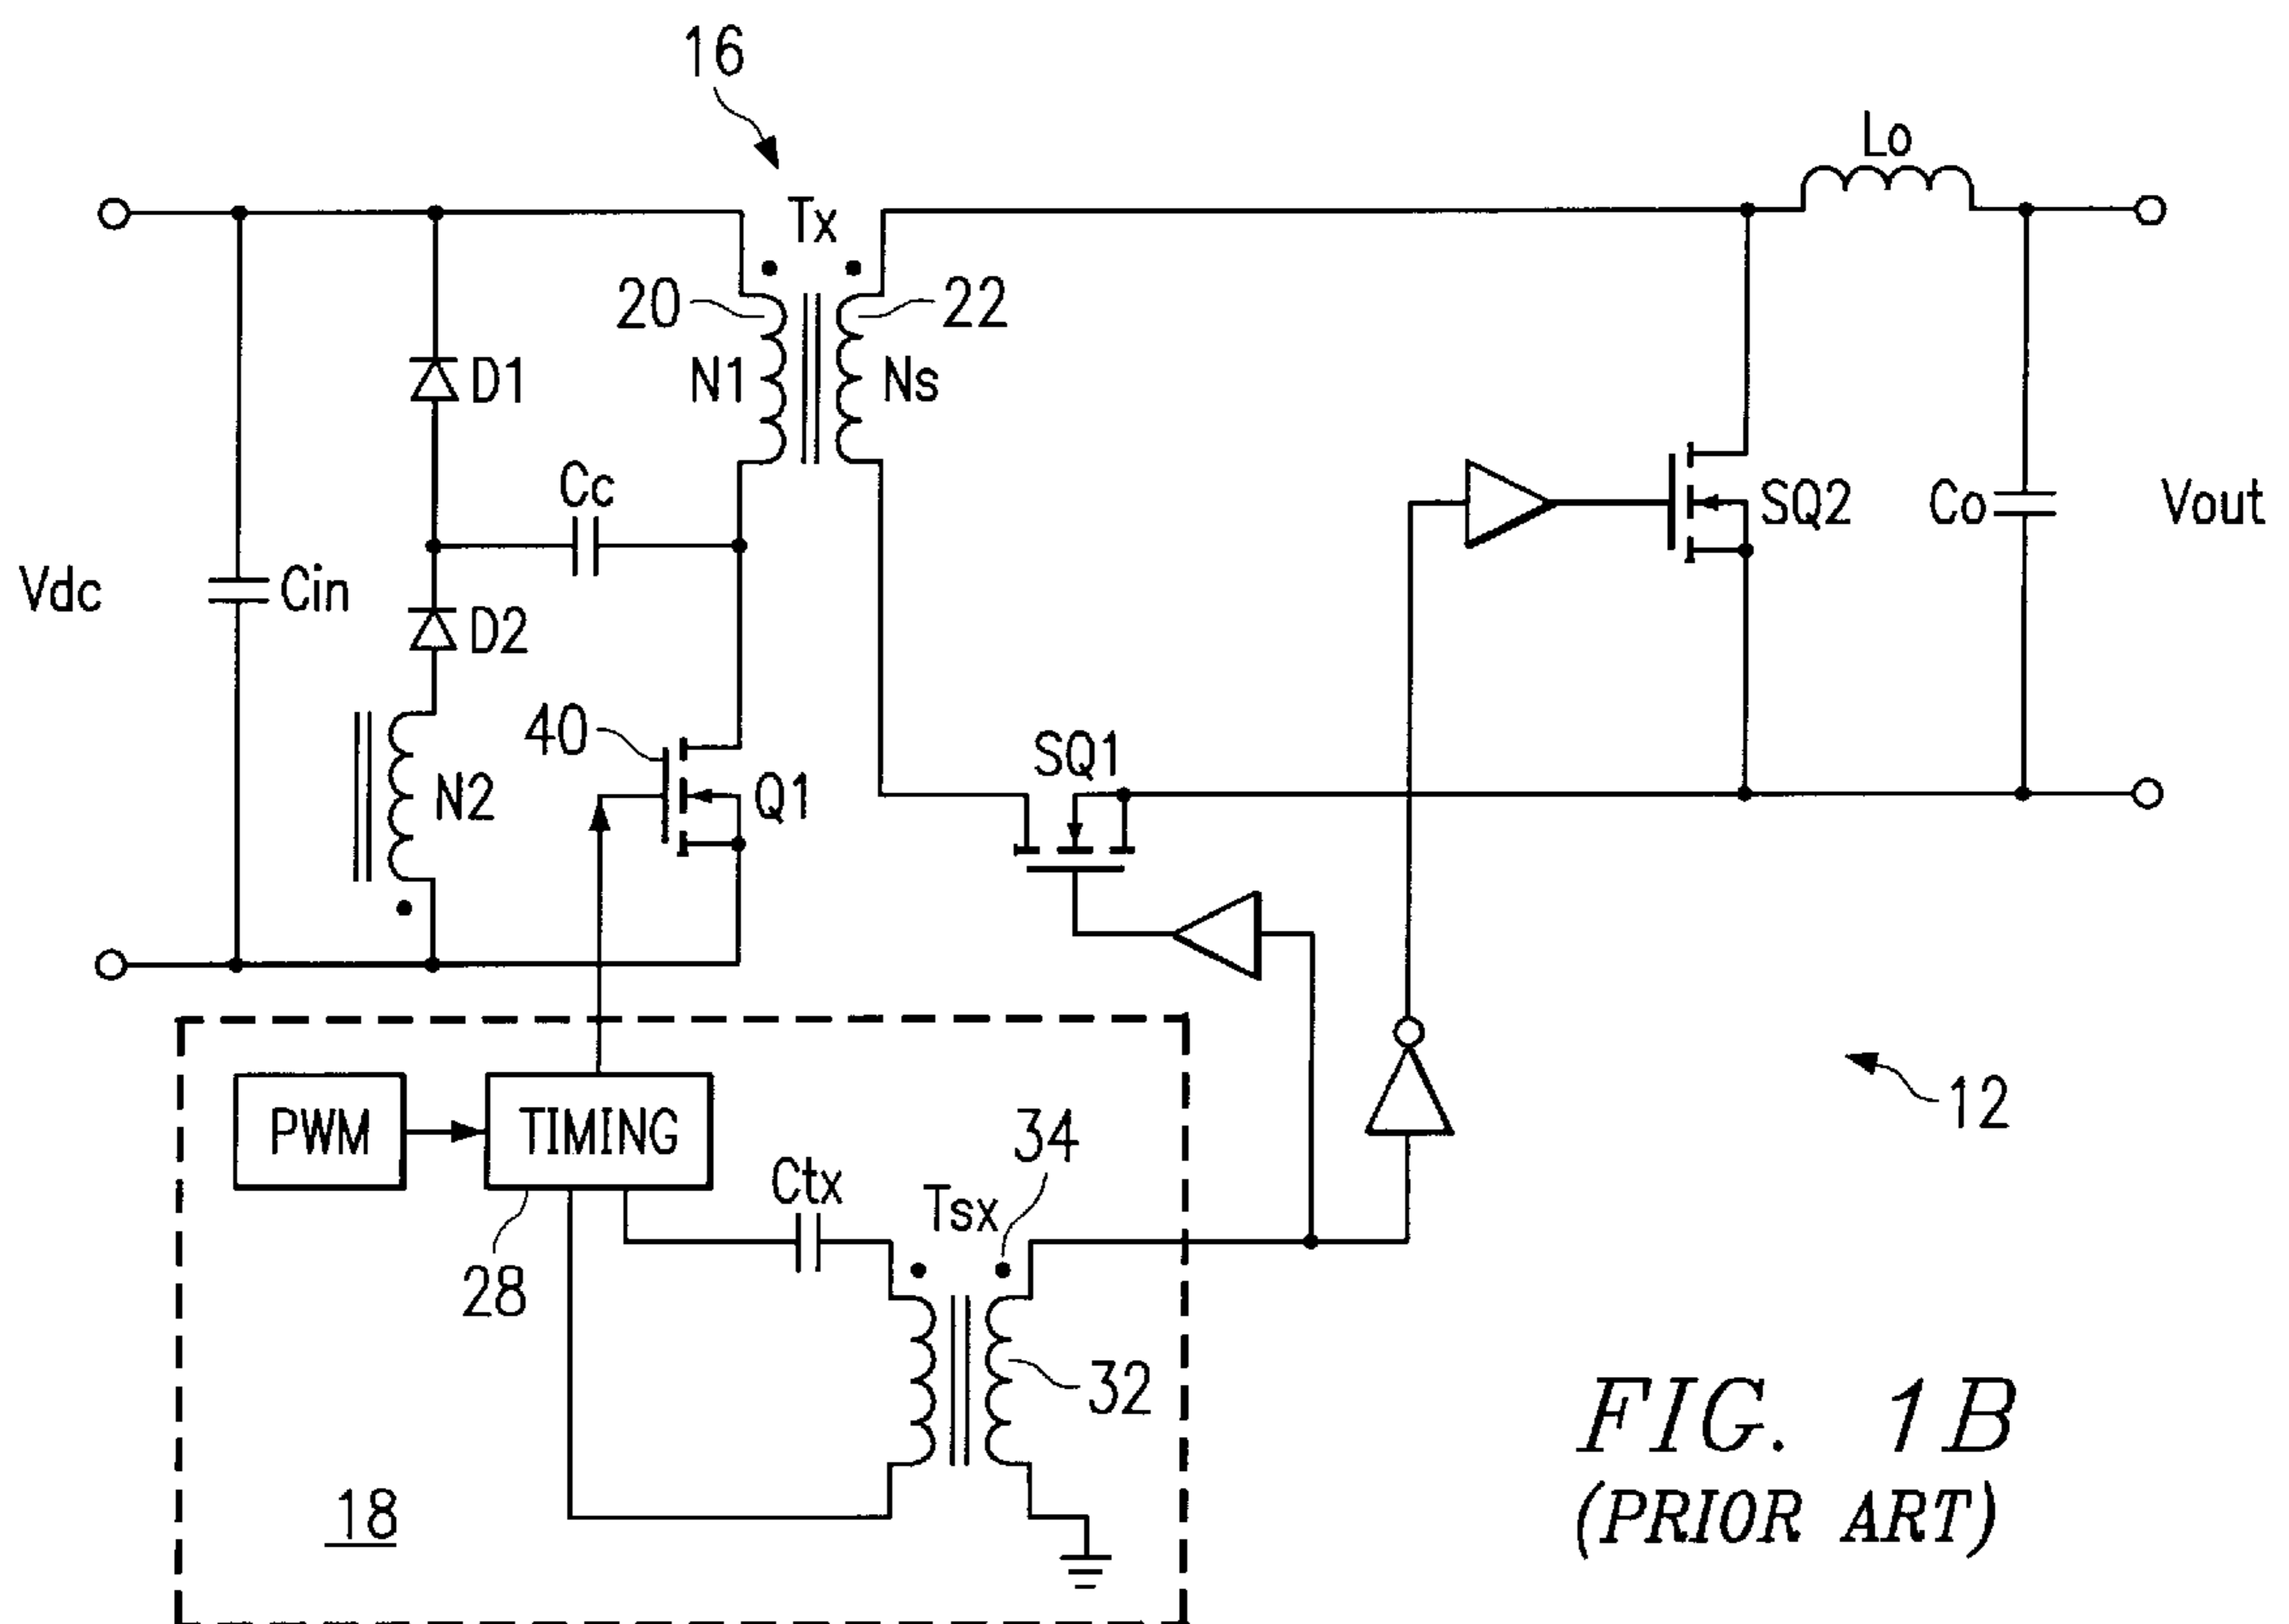 16
Lo
Tx
20
22
D1
N1
Ns
Cc
SQ2
Co
Vout
Vdc
Cin
D2
40
SQ1
N2
Q1
12
PWM
TIMING
34
Ctx
Tsx
28
32
18
FIG. 1B
(PRIOR ART)